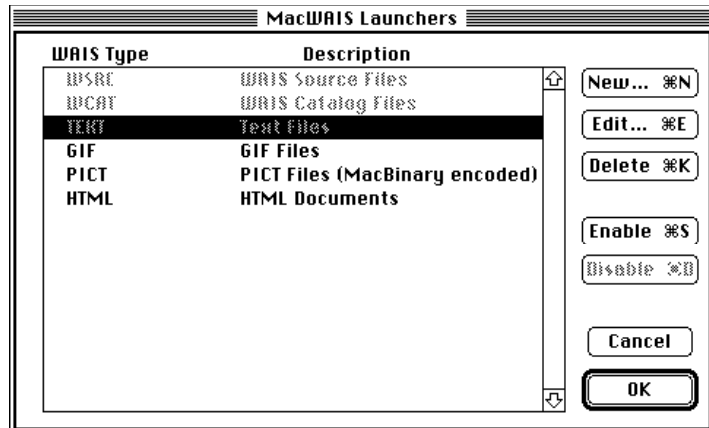 MacWAIS Launchers
WAIS Type Description
WSRC WAIS Source Files
WCAT WAIS Catalog Files
TEXT Text Files
GIF GIF Files
PICT PICT Files (MacBinary encoded)
HTML HTML Documents
New... ⌘N
Edit... ⌘E
Delete ⌘K
Enable ⌘S
Disable ⌘D
Cancel
OK